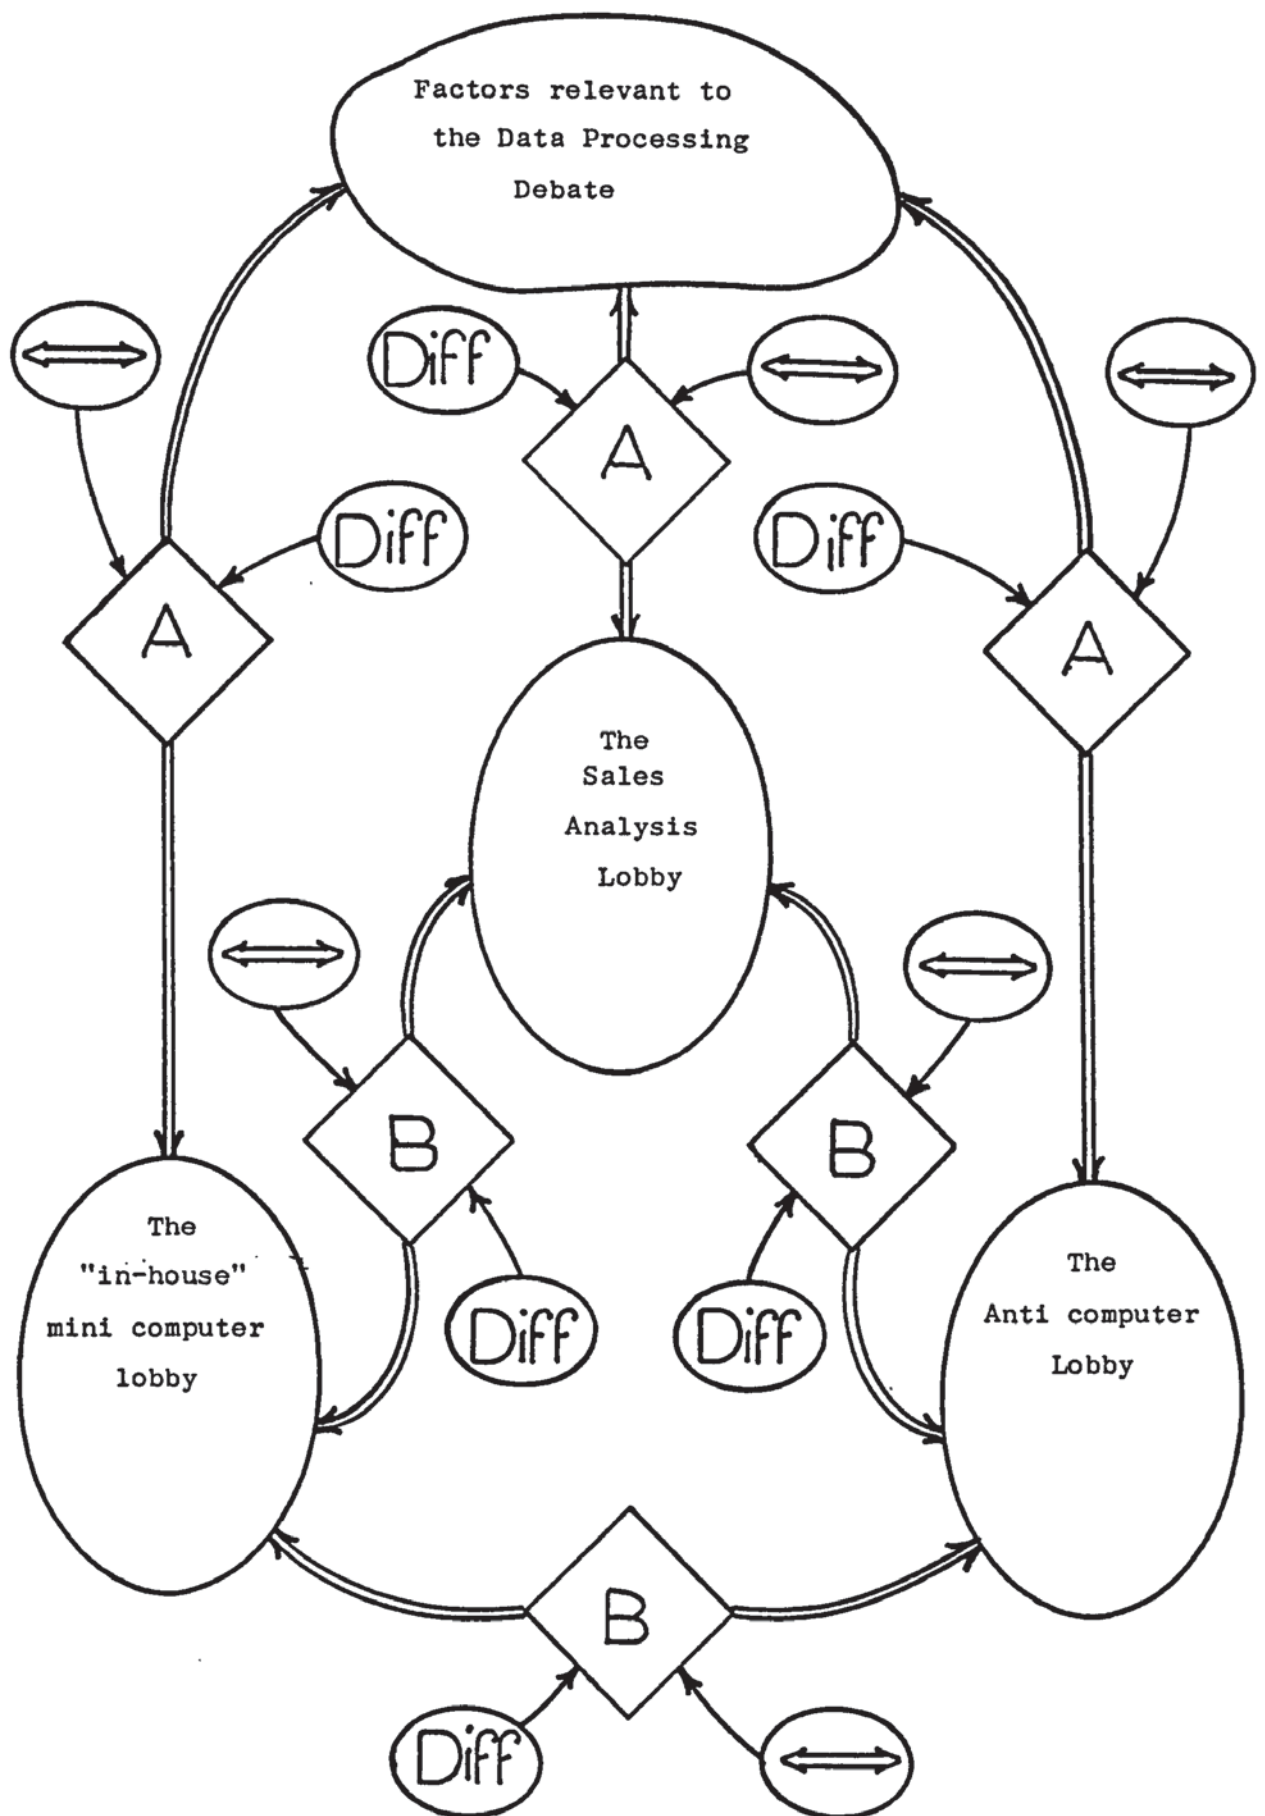 Factors relevant to
the Data Processing
Debate
Diff
A
Diff
Diff
A
A
The
Sales
Analysis
Lobby
B
B
The
"in-house"
mini computer
lobby
The
Anti computer
Lobby
Diff
Diff
B
Diff